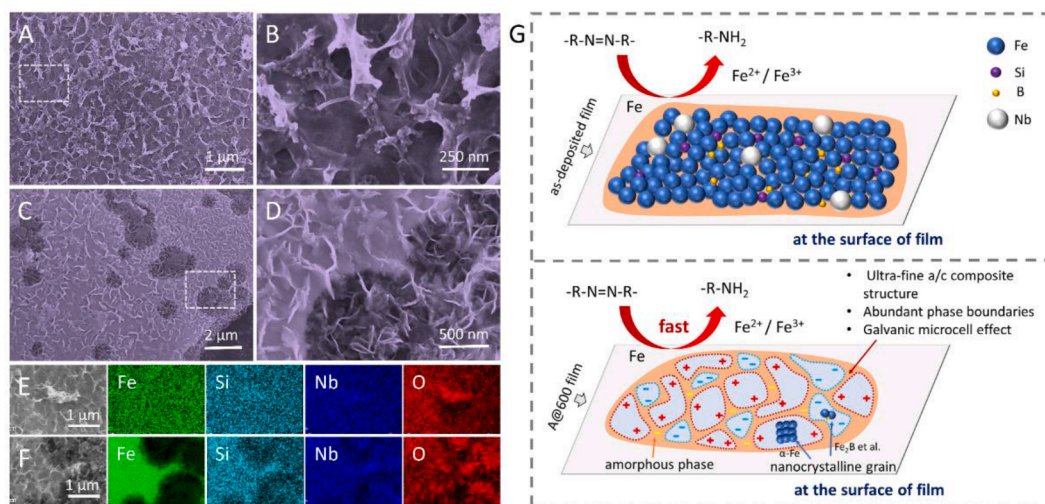 A
1 μm
B
250 nm
C
2 μm
D
500 nm
E
1 μm
Fe
Si
Nb
O
F
1 μm
Fe
Si
Nb
O
G
-R-N=N-R-
-R-NH2
Fe2+ / Fe3+
Fe
Fe
Si
B
Nb
as-deposited film
at the surface of film
-R-N=N-R-
-R-NH2
fast
Fe2+ / Fe3+
Fe
• Ultra-fine a/c composite
structure
• Abundant phase boundaries
• Galvanic microcell effect
A@600 film
amorphous phase
α-Fe
Fe2B et al.
nanocrystalline grain
at the surface of film